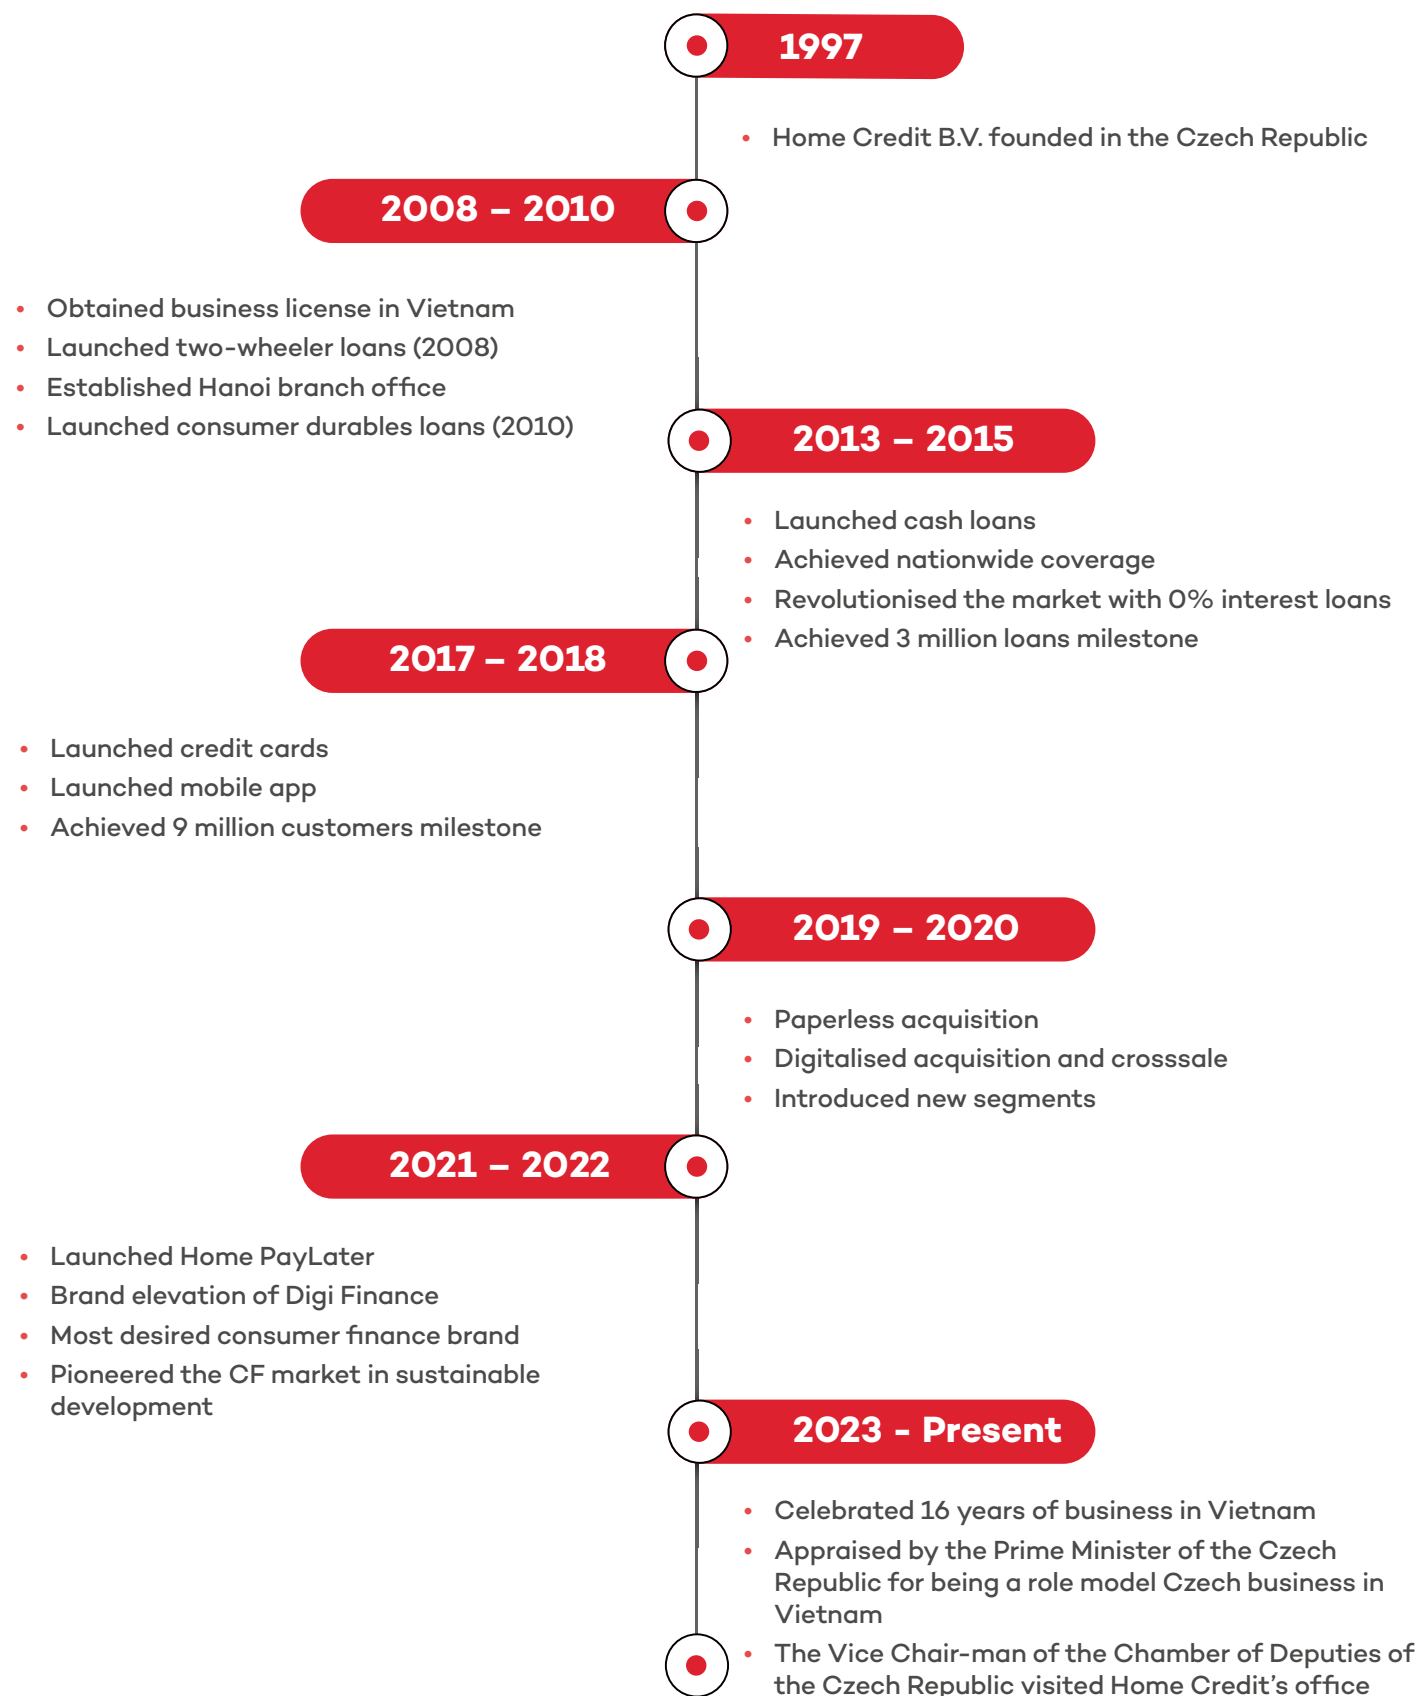 1997
• Home Credit B.V. founded in the Czech Republic
2008 – 2010
• Obtained business license in Vietnam
• Launched two-wheeler loans (2008)
• Established Hanoi branch office
• Launched consumer durables loans (2010)
2013 – 2015
• Launched cash loans
• Achieved nationwide coverage
• Revolutionised the market with 0% interest loans
• Achieved 3 million loans milestone
2017 – 2018
• Launched credit cards
• Launched mobile app
• Achieved 9 million customers milestone
2019 – 2020
• Paperless acquisition
• Digitalised acquisition and crosssale
• Introduced new segments
2021 – 2022
• Launched Home PayLater
• Brand elevation of Digi Finance
• Most desired consumer finance brand
• Pioneered the CF market in sustainable
development
2023 - Present
• Celebrated 16 years of business in Vietnam
• Appraised by the Prime Minister of the Czech
Republic for being a role model Czech business in
Vietnam
• The Vice Chair-man of the Chamber of Deputies of
the Czech Republic visited Home Credit's office